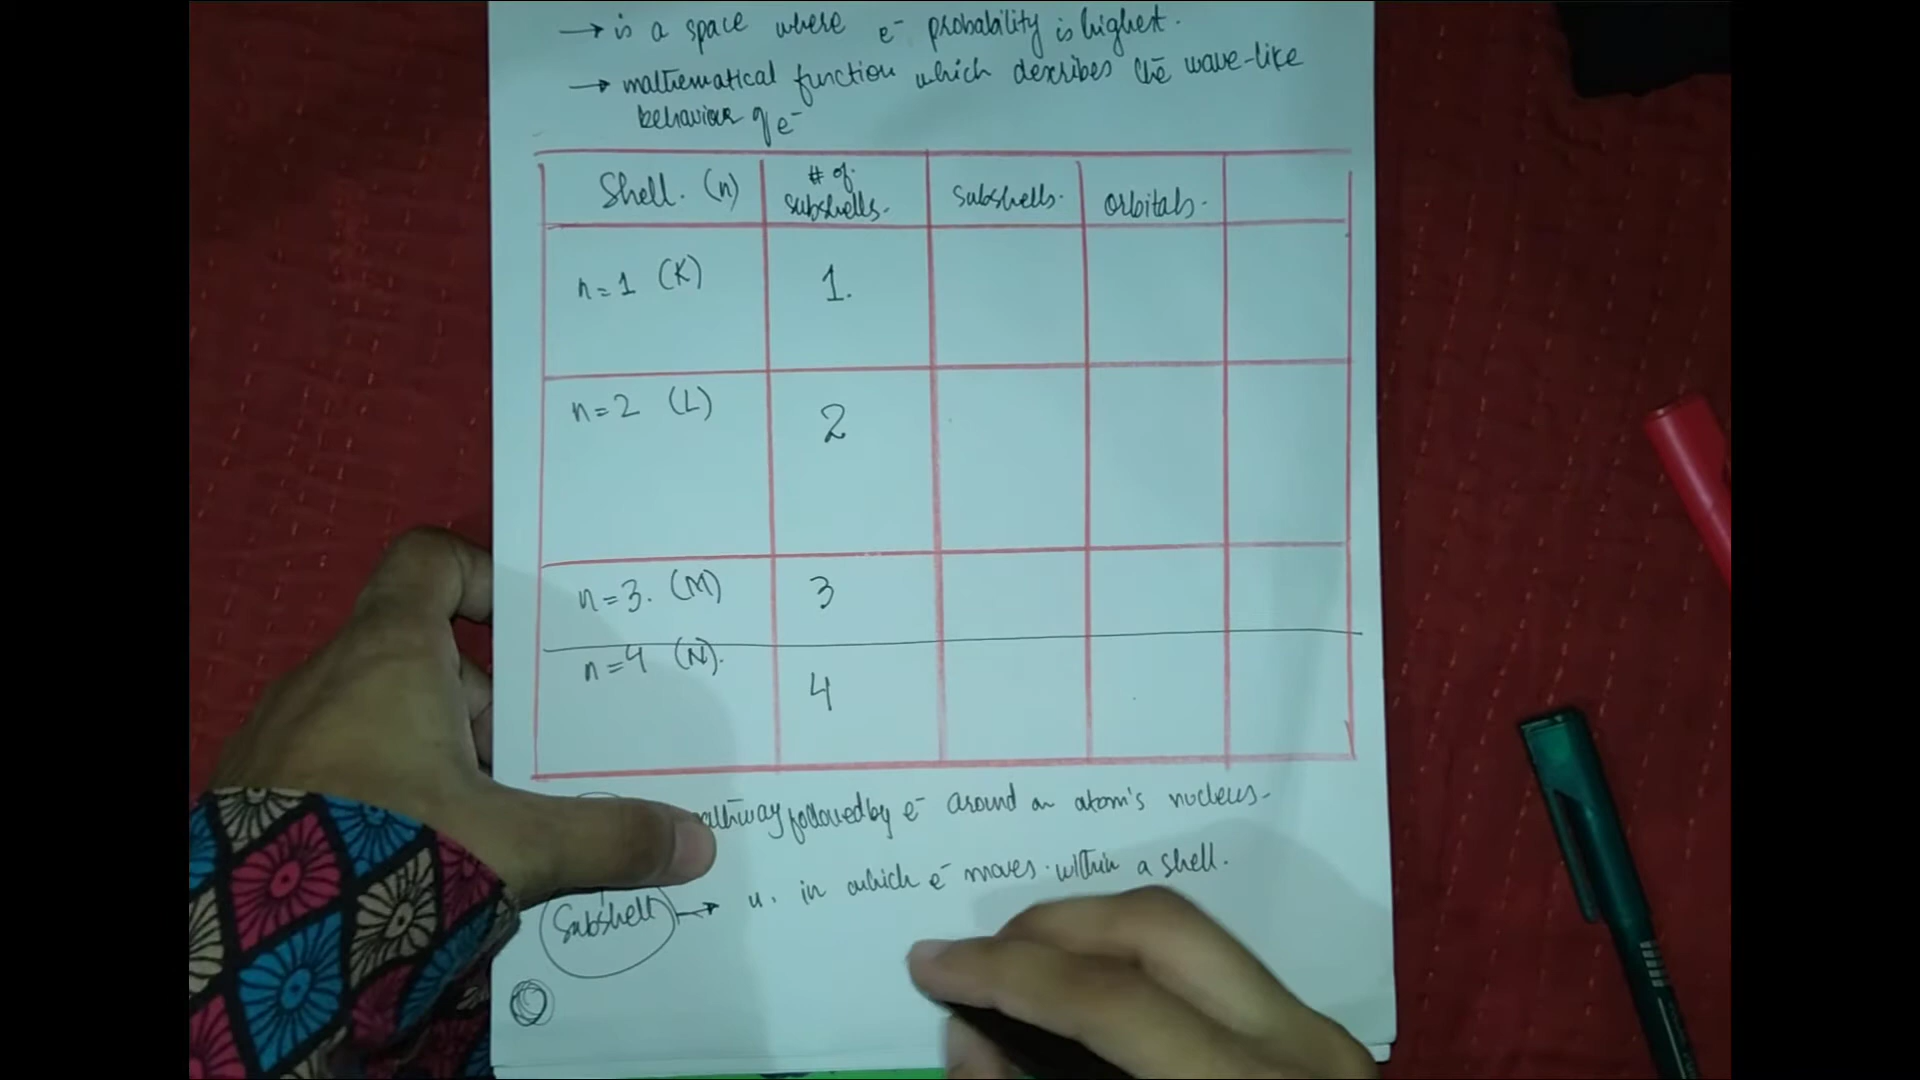 → is a space where e⁻ probability is highest.
→ mathematical function which describes the wave-like
behaviour of e⁻
Shell. (n) # of subshells. subshells. orbitals.
n=1 (K) 1.
n=2 (L) 2
n=3. (M) 3
n=4 (N). 4
pathway followed by e⁻ around an atom's nucleus.
Subshell → u. in which e⁻ moves within a shell.